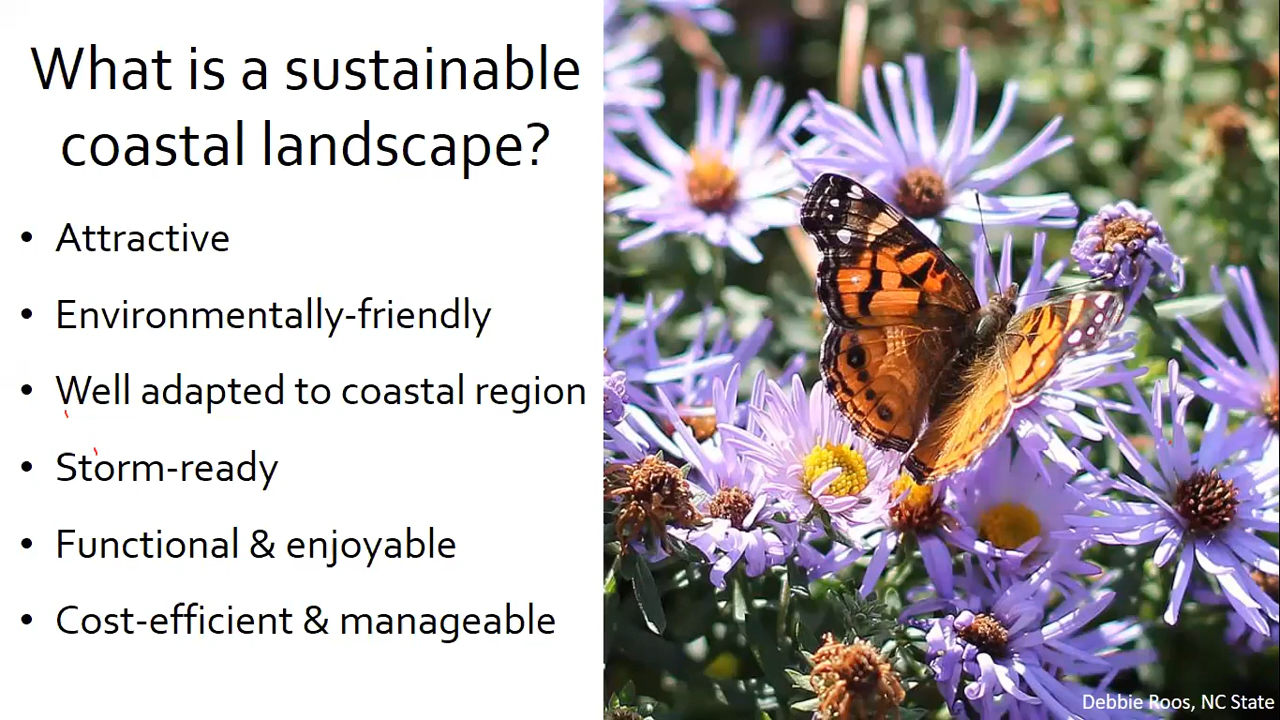 What is a sustainable
coastal landscape?
• Attractive
• Environmentally-friendly
• Well adapted to coastal region
• Storm-ready
• Functional & enjoyable
• Cost-efficient & manageable
Debbie Roos, NC State